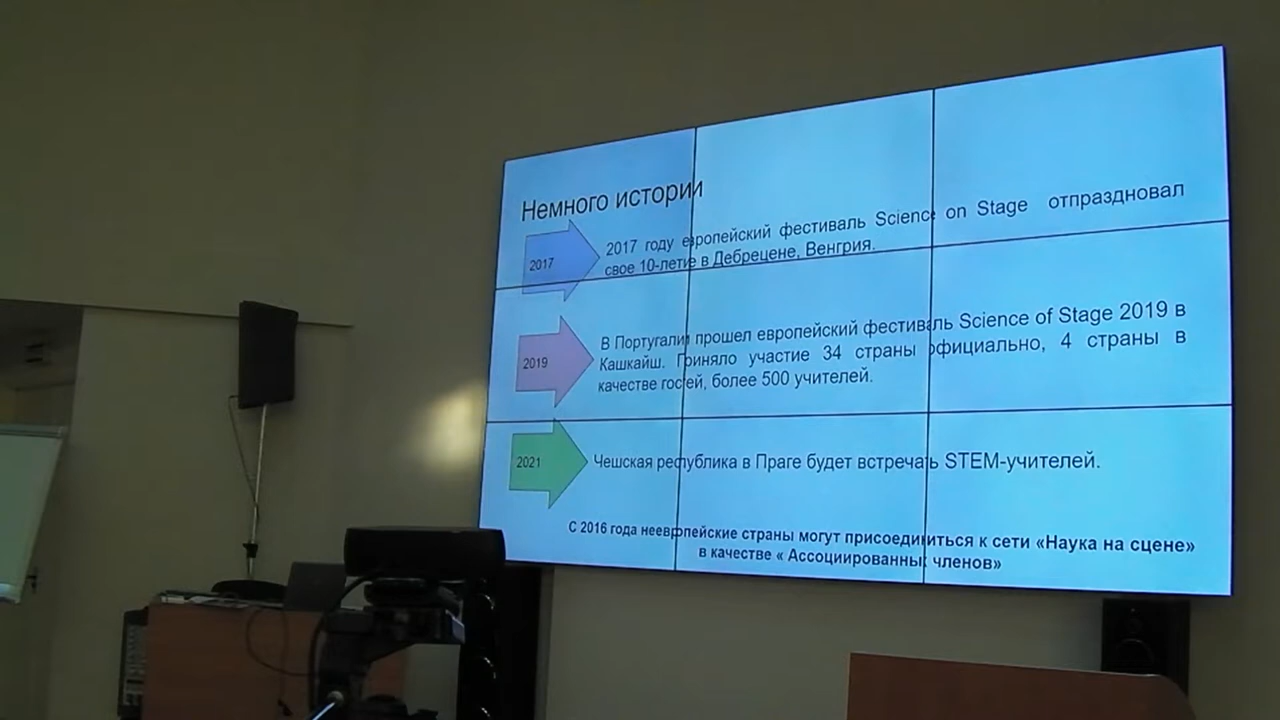 Немного истории
2017
2017 году европейский фестиваль Science on Stage отпраздновал
свое 10-летие в Дебрецене, Венгрия.
2019
В Португалии прошел европейский фестиваль Science of Stage 2019 в
Кашкайш. Приняло участие 34 страны официально, 4 страны в
качестве гостей, более 500 учителей.
2021
Чешская республика в Праге будет встречать STEM-учителей.
С 2016 года неевропейские страны могут присоединиться к сети «Наука на сцене»
в качестве « Ассоциированных членов»